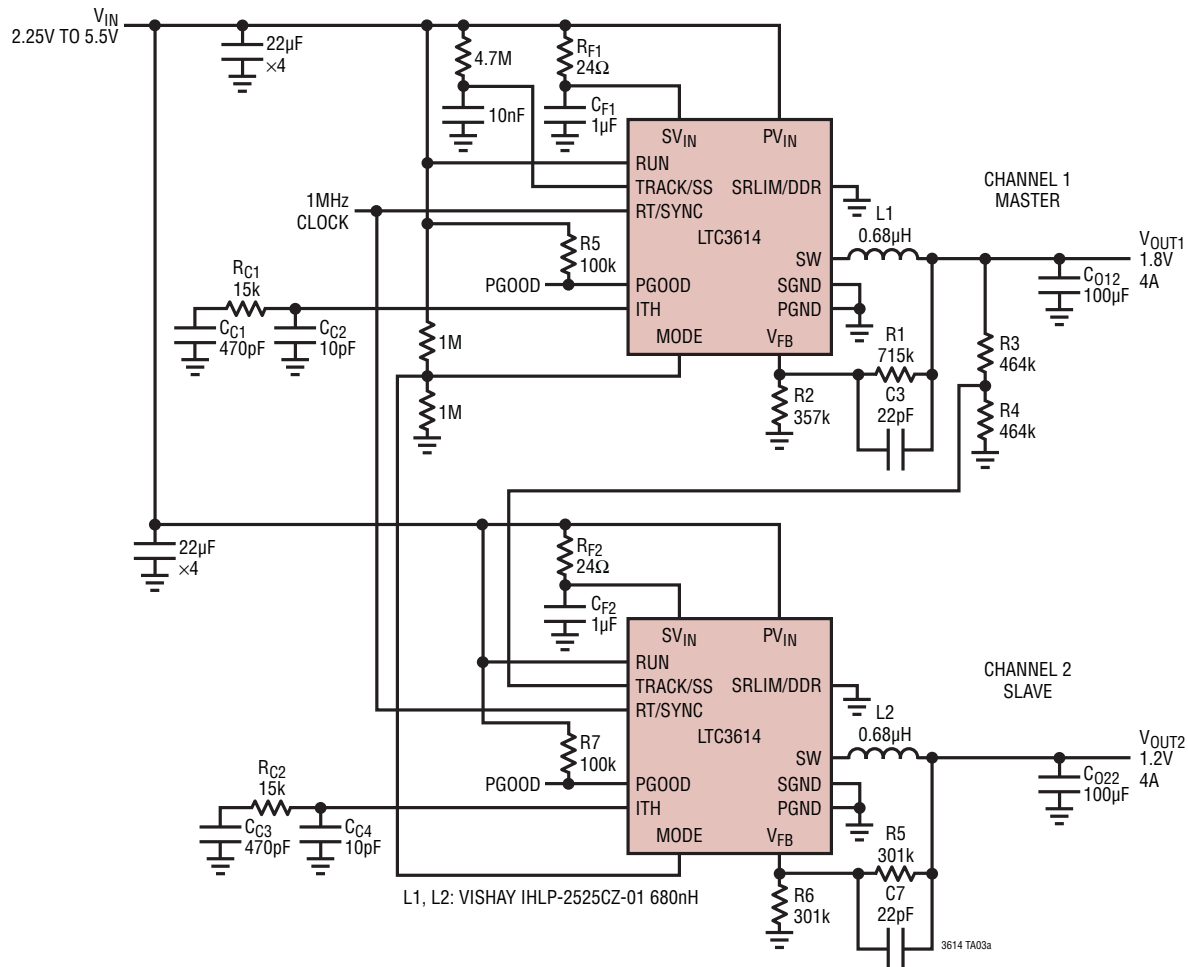 VIN
2.25V TO 5.5V
22µF
×4
4.7M
10nF
RF1
24Ω
CF1
1µF
SVIN
PVIN
RUN
TRACK/SS
SRLIM/DDR
RT/SYNC
LTC3614
SW
PGOOD
SGND
ITH
PGND
MODE
VFB
1MHz
CLOCK
R5
100k
PGOOD
RC1
15k
CC1
470pF
CC2
10pF
1M
1M
L1
0.68µH
CHANNEL 1
MASTER
VOUT1
1.8V
4A
CO12
100µF
R1
715k
C3
22pF
R2
357k
R3
464k
R4
464k
22µF
×4
RF2
24Ω
CF2
1µF
SVIN
PVIN
RUN
TRACK/SS
SRLIM/DDR
RT/SYNC
LTC3614
SW
PGOOD
SGND
ITH
PGND
MODE
VFB
R7
100k
PGOOD
RC2
15k
CC3
470pF
CC4
10pF
L2
0.68µH
CHANNEL 2
SLAVE
VOUT2
1.2V
4A
CO22
100µF
R5
301k
C7
22pF
R6
301k
L1, L2: VISHAY IHLP-2525CZ-01 680nH
3614 TA03a